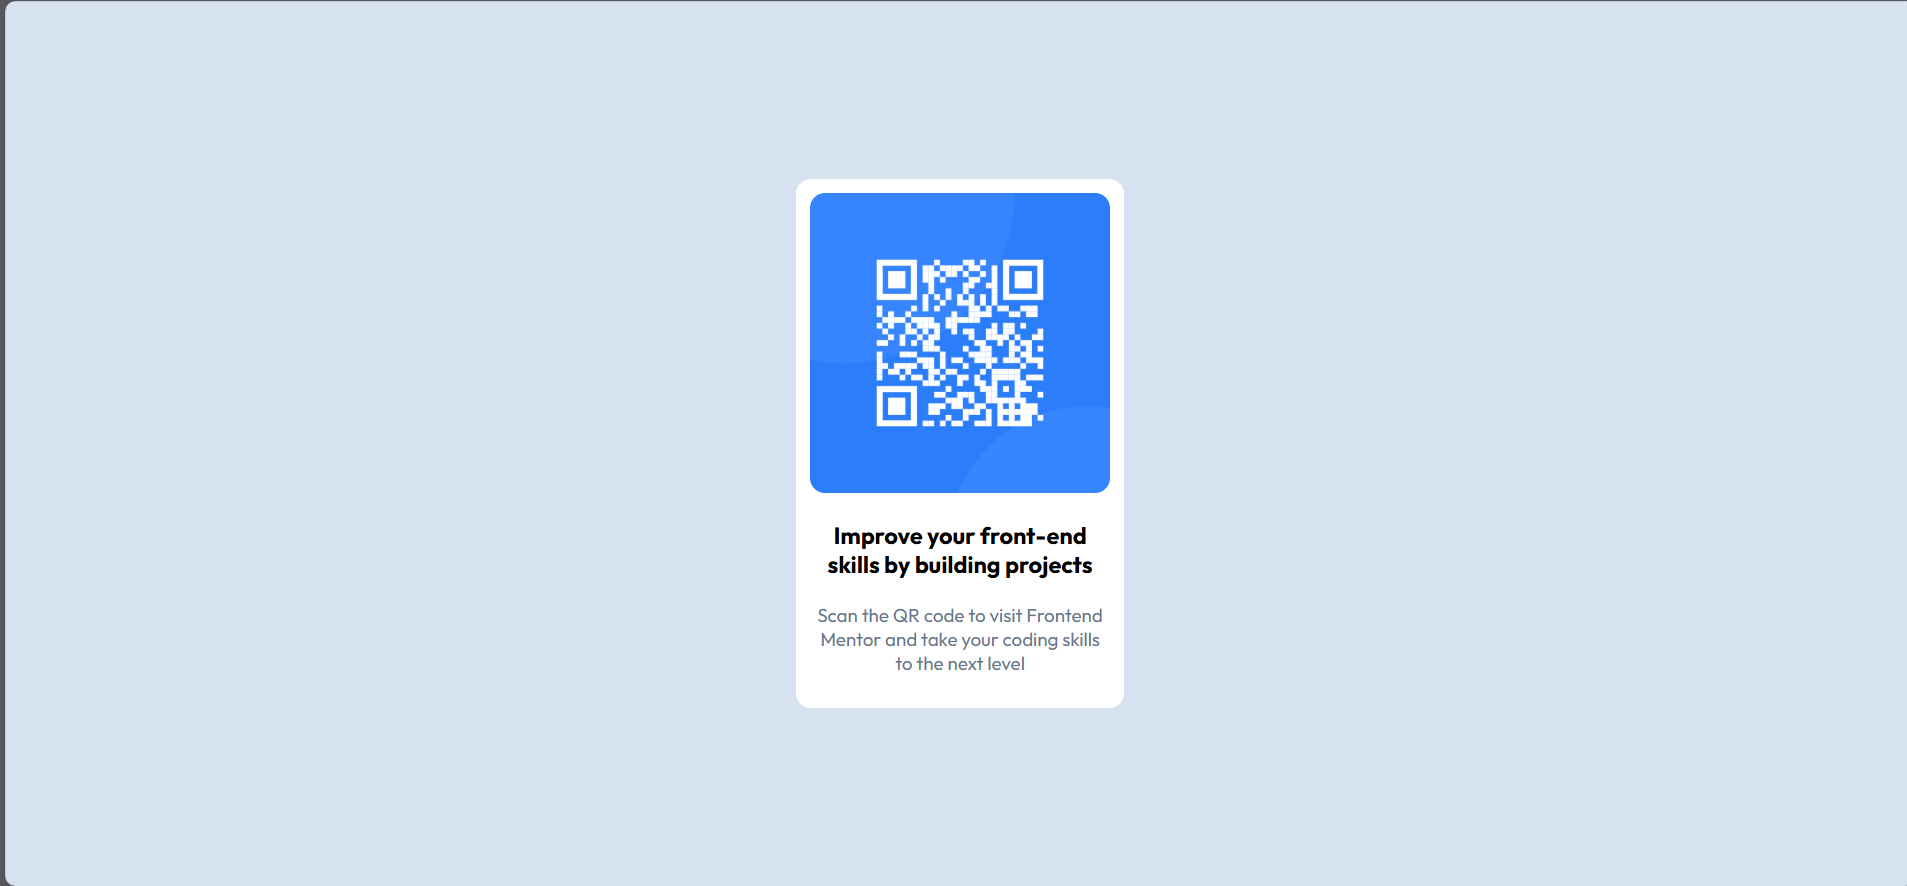 Improve your front-end
skills by building projects
Scan the QR code to visit Frontend
Mentor and take your coding skills
to the next level